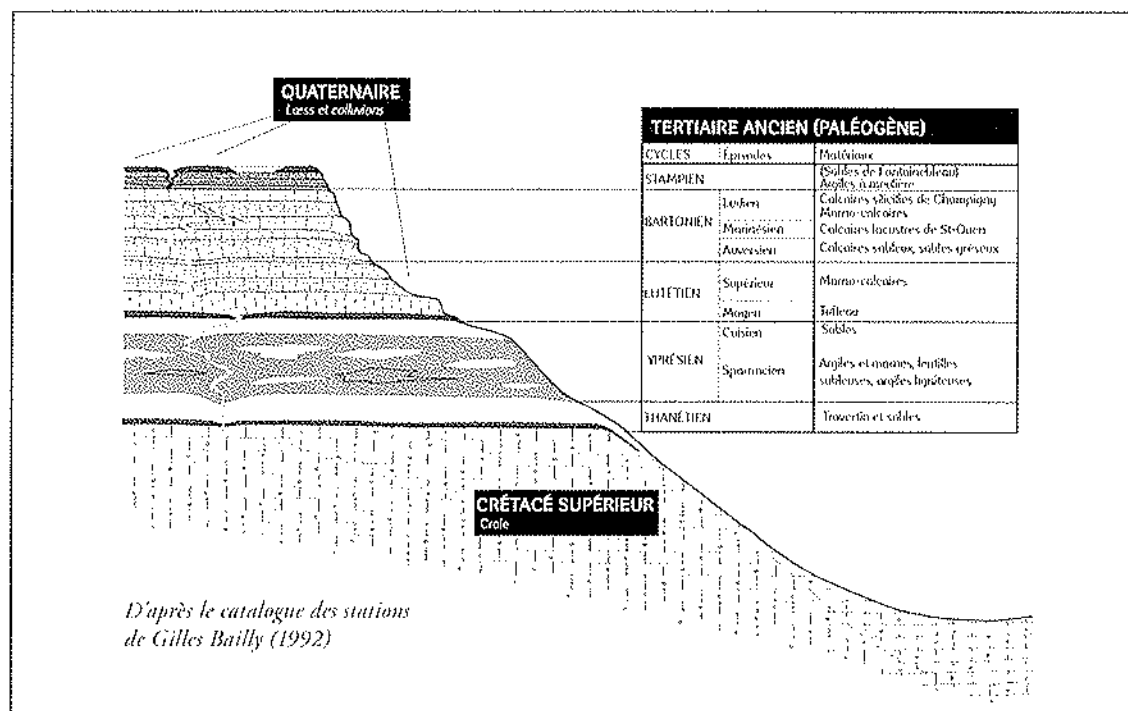 QUATERNAIRE
Lœss et colluvions
TERTIAIRE ANCIEN (PALÉOGÈNE)
CYCLES Épisodes Matériaux
STAMPIEN (Sables de Fontainebleau)
Argiles à meulière
BARTONIEN Ludien Calcaires silicifiés de Champigny
Marno-calcaires
Marinésien Calcaires lacustres de St-Ouen
Auversien Calcaires sableux, sables gréseux
LUTÉTIEN Supérieur Marno-calcaires
Moyen Tuffeau
YPRÉSIEN Cuisien Sables
Sparnacien Argiles et marnes, lentilles
sableuses, argiles ligniteuses
THANÉTIEN Travertin et sables
CRÉTACÉ SUPÉRIEUR
Craie
D'après le catalogue des stations
de Gilles Bailly (1992)